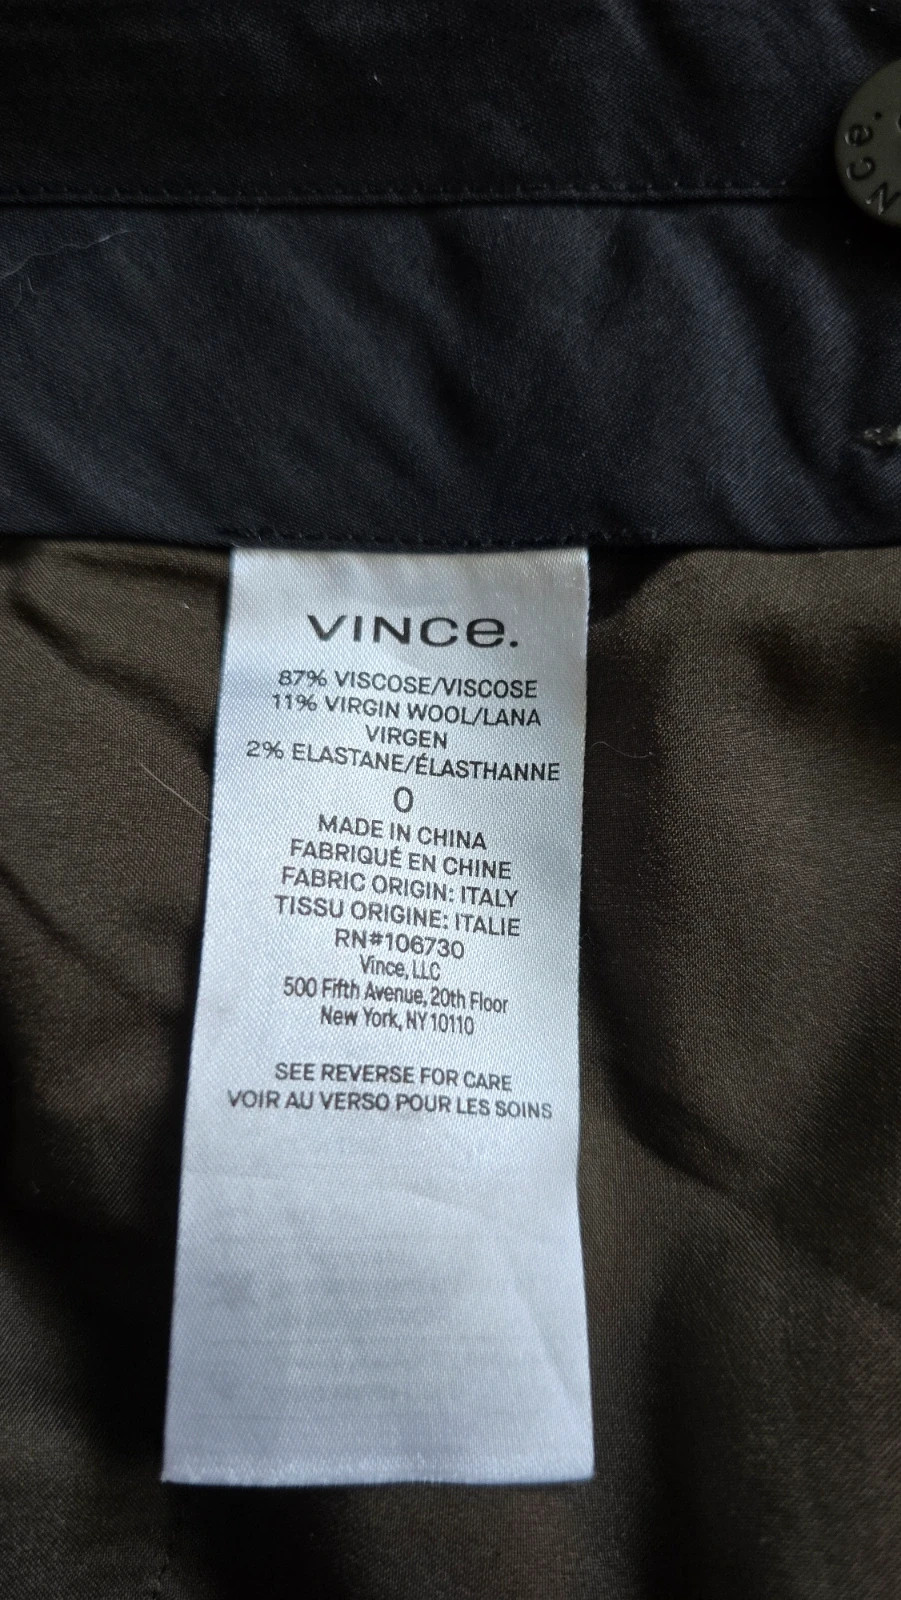 NCe.
VINCe.
87% VISCOSE/VISCOSE
11% VIRGIN WOOL/LANA
VIRGEN
2% ELASTANE/ÉLASTHANNE
0
MADE IN CHINA
FABRIQUÉ EN CHINE
FABRIC ORIGIN: ITALY
TISSU ORIGINE: ITALIE
RN#106730
Vince, LLC
500 Fifth Avenue, 20th Floor
New York, NY 10110
SEE REVERSE FOR CARE
VOIR AU VERSO POUR LES SOINS